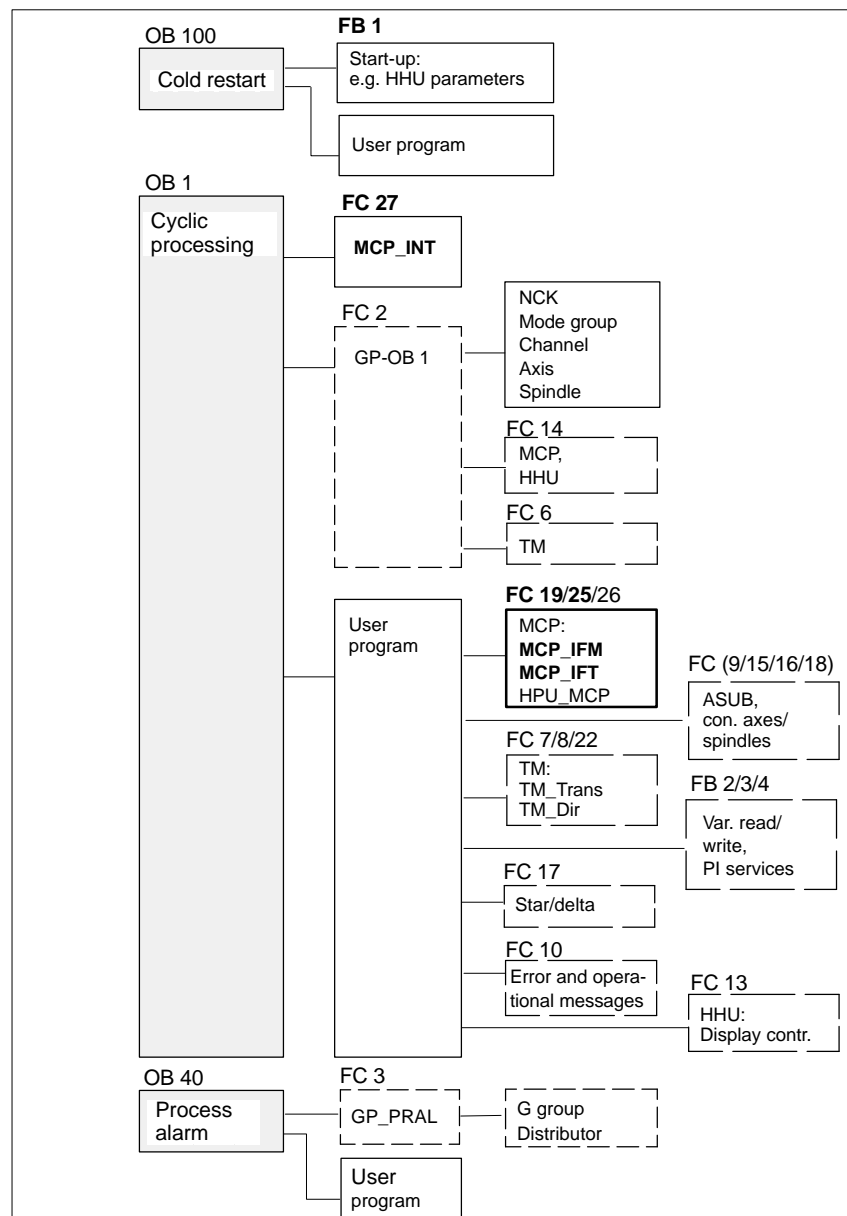 OB 100
FB 1
Cold restart
Start-up:
e.g. HHU parameters
User program
OB 1
Cyclic
processing
FC 27
MCP_INT
FC 2
GP-OB 1
NCK
Mode group
Channel
Axis
Spindle
FC 14
MCP,
HHU
FC 6
TM
User
program
FC 19/25/26
MCP:
MCP_IFM
MCP_IFT
HPU_MCP
FC (9/15/16/18)
ASUB,
con. axes/
spindles
FC 7/8/22
TM:
TM_Trans
TM_Dir
FB 2/3/4
Var. read/
write,
PI services
FC 17
Star/delta
FC 10
Error and opera-
tional messages
FC 13
HHU:
Display contr.
OB 40
Process
alarm
FC 3
GP_PRAL
G group
Distributor
User
program